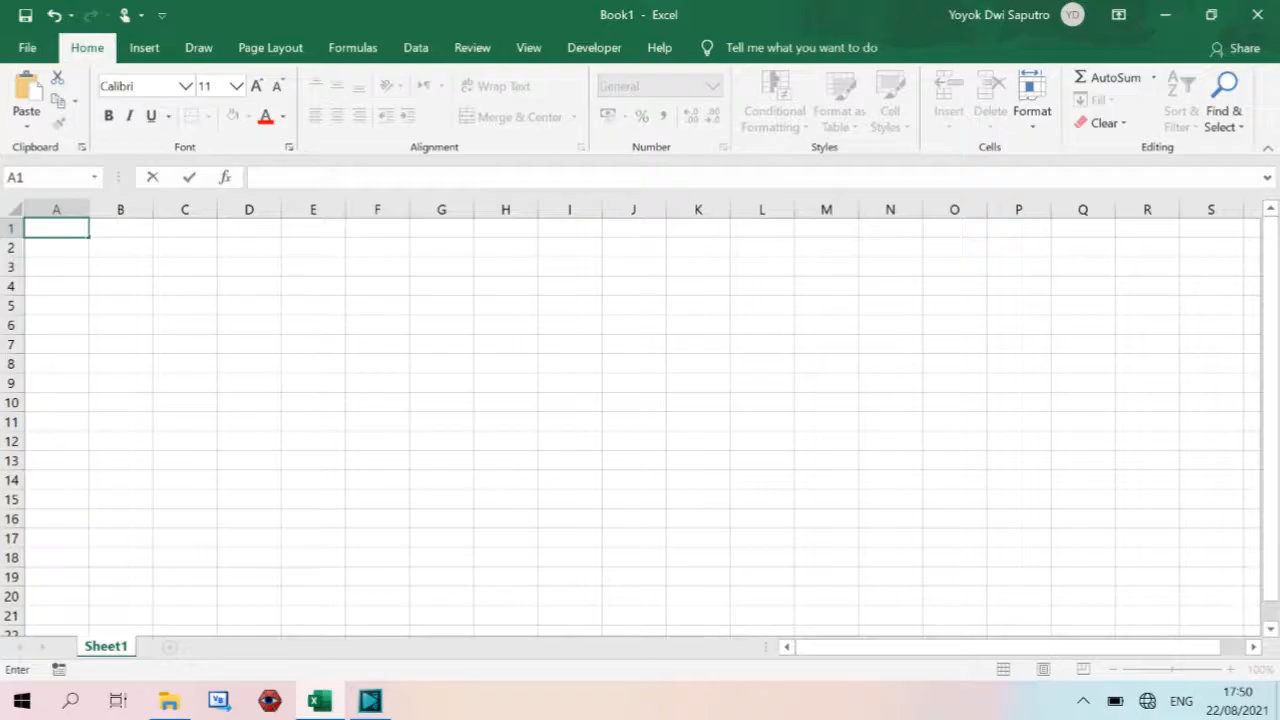 Book1 - Excel
Yoyok Dwi Saputro YD
File Home Insert Draw Page Layout Formulas Data Review View Developer Help Tell me what you want to do Share
Paste
Clipboard
Calibri 11
B I U A
Font
Wrap Text
Merge & Center
Alignment
General
%
Number
Conditional Formatting
Format as Table
Cell Styles
Styles
Insert Delete Format
Cells
AutoSum
Fill
Clear
Sort & Filter
Find & Select
Editing
A1 fx
A B C D E F G H I J K L M N O P Q R S
1
2
3
4
5
6
7
8
9
10
11
12
13
14
15
16
17
18
19
20
21
22
Sheet1
Enter 100%
ENG
17:50
22/08/2021